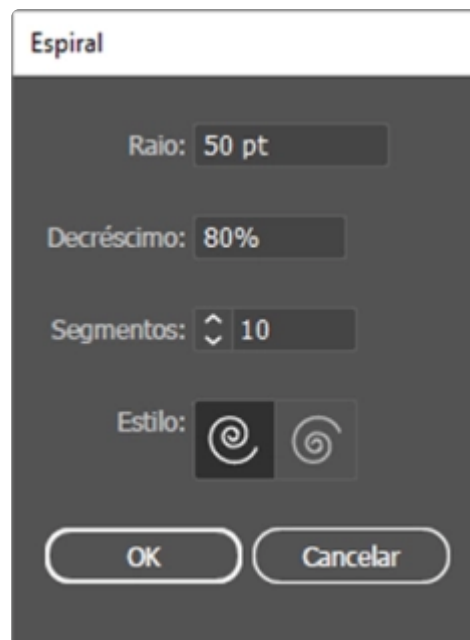 Espiral
Raio: 50 pt
Decréscimo: 80%
Segmentos: 10
Estilo:
OK Cancelar